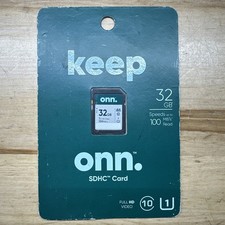 keep
32
GB
Speeds up to
100 MB/s
Read
onn.
32GB
onn.
SDHC™ Card
FULL HD
VIDEO
10
1